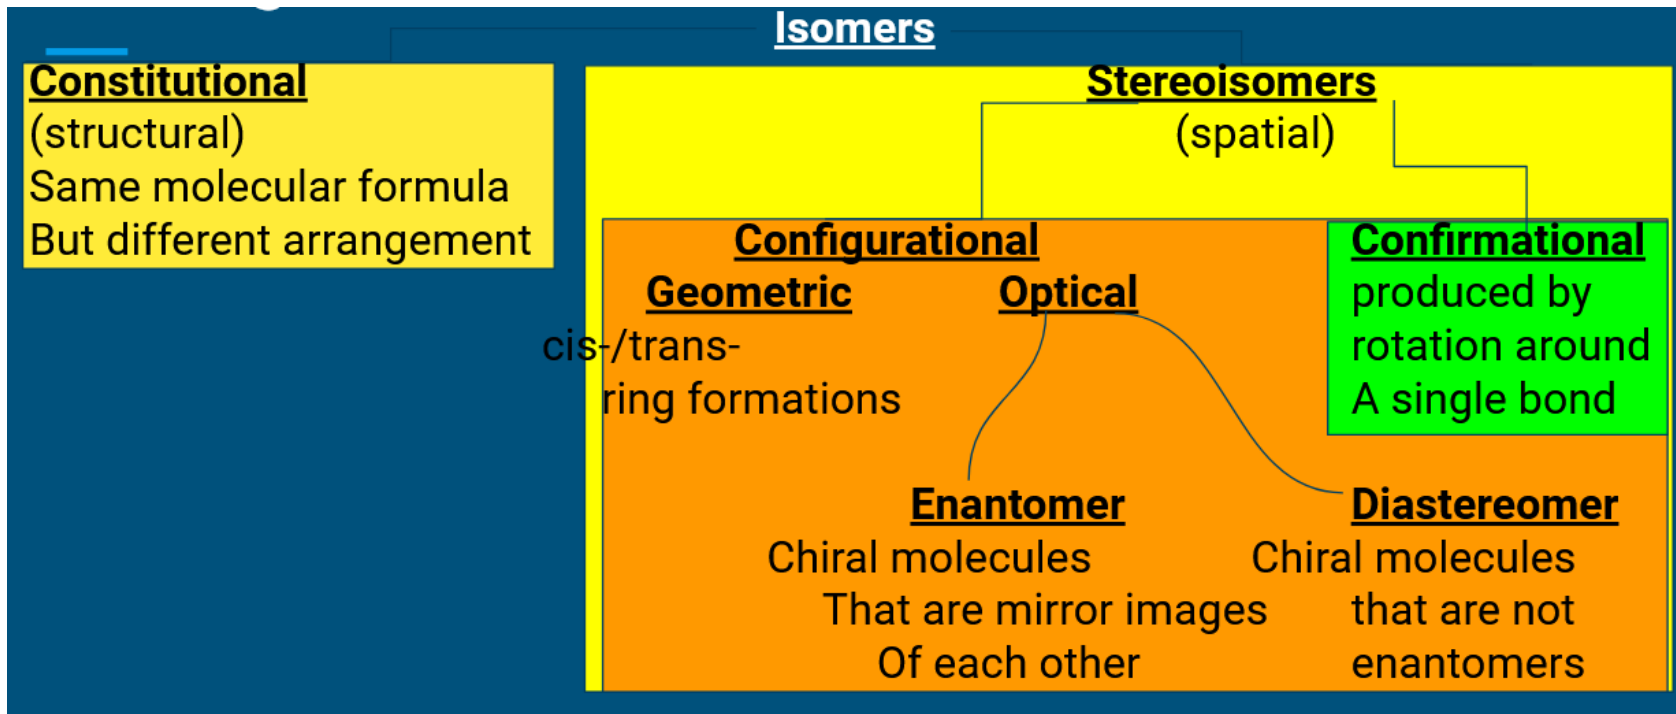 Isomers
Constitutional
(structural)
Same molecular formula
But different arrangement
Stereoisomers
(spatial)
Configurational
Geometric Optical
cis-/trans-
ring formations
Confirmational
produced by
rotation around
A single bond
Enantomer
Chiral molecules
That are mirror images
Of each other
Diastereomer
Chiral molecules
that are not
enantomers